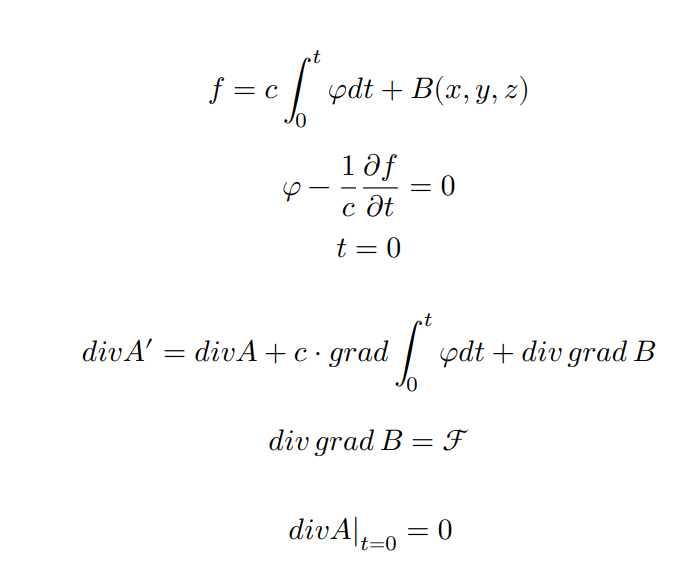 f = c ∫₀ᵗ φdt + B(x, y, z)
φ − (1/c)(∂f/∂t) = 0
t = 0
divA′ = divA + c · grad ∫₀ᵗ φdt + div grad B
div grad B = ℱ
divA|ₜ₌₀ = 0